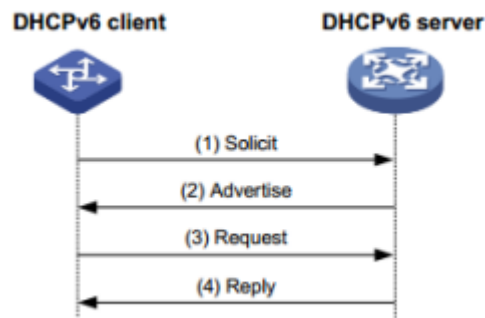 DHCPv6 client
DHCPv6 server
(1) Solicit
(2) Advertise
(3) Request
(4) Reply